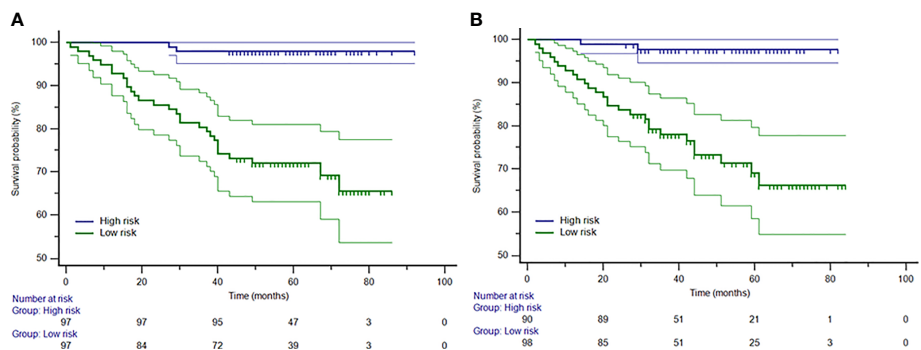 A
100
90
80
70
60
50
Survival probability (%)
High risk
Low risk
0 20 40 60 80 100
Time (months)
Number at risk
Group: High risk
97 97 95 47 3 0
Group: Low risk
97 84 72 39 3 0
B
100
90
80
70
60
50
Survival probability (%)
High risk
Low risk
0 20 40 60 80 100
Time (months)
Number at risk
Group: High risk
90 89 51 21 1 0
Group: Low risk
98 85 51 25 3 0